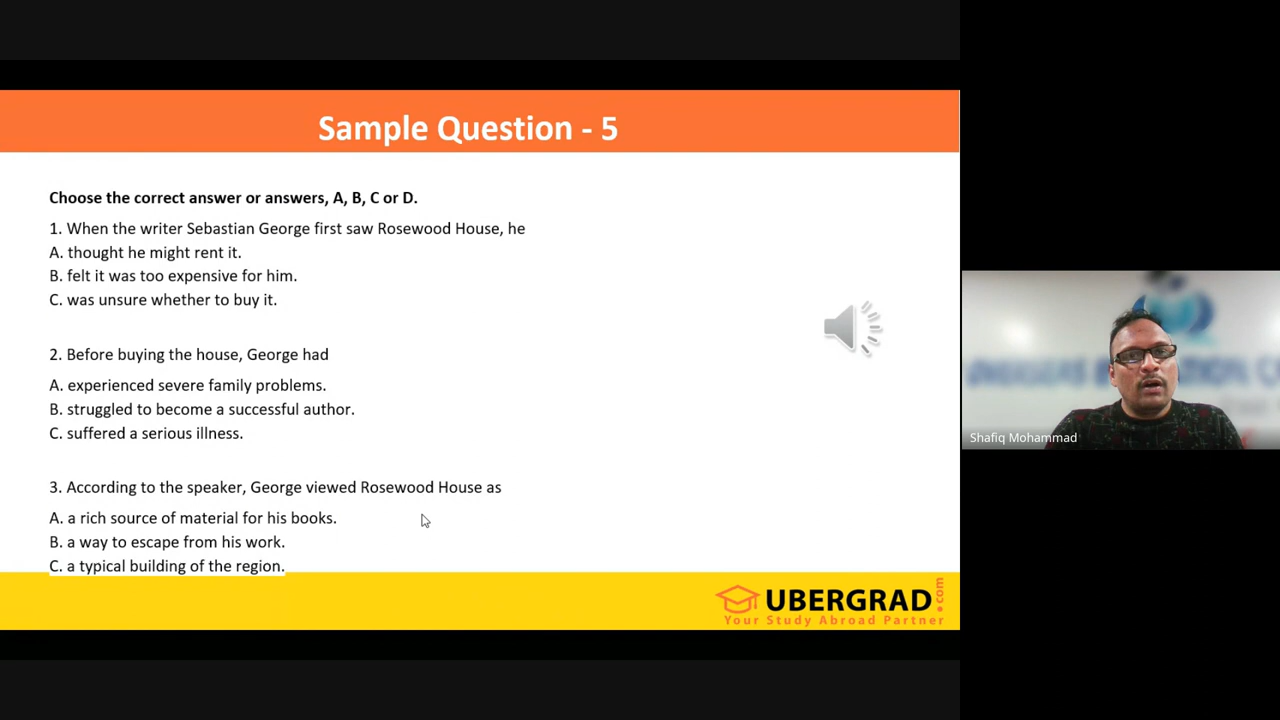 Sample Question - 5
Choose the correct answer or answers, A, B, C or D.
1. When the writer Sebastian George first saw Rosewood House, he
A. thought he might rent it.
B. felt it was too expensive for him.
C. was unsure whether to buy it.
2. Before buying the house, George had
A. experienced severe family problems.
B. struggled to become a successful author.
C. suffered a serious illness.
3. According to the speaker, George viewed Rosewood House as
A. a rich source of material for his books.
B. a way to escape from his work.
C. a typical building of the region.
UBERGRAD.com
Your Study Abroad Partner
Shafiq Mohammad